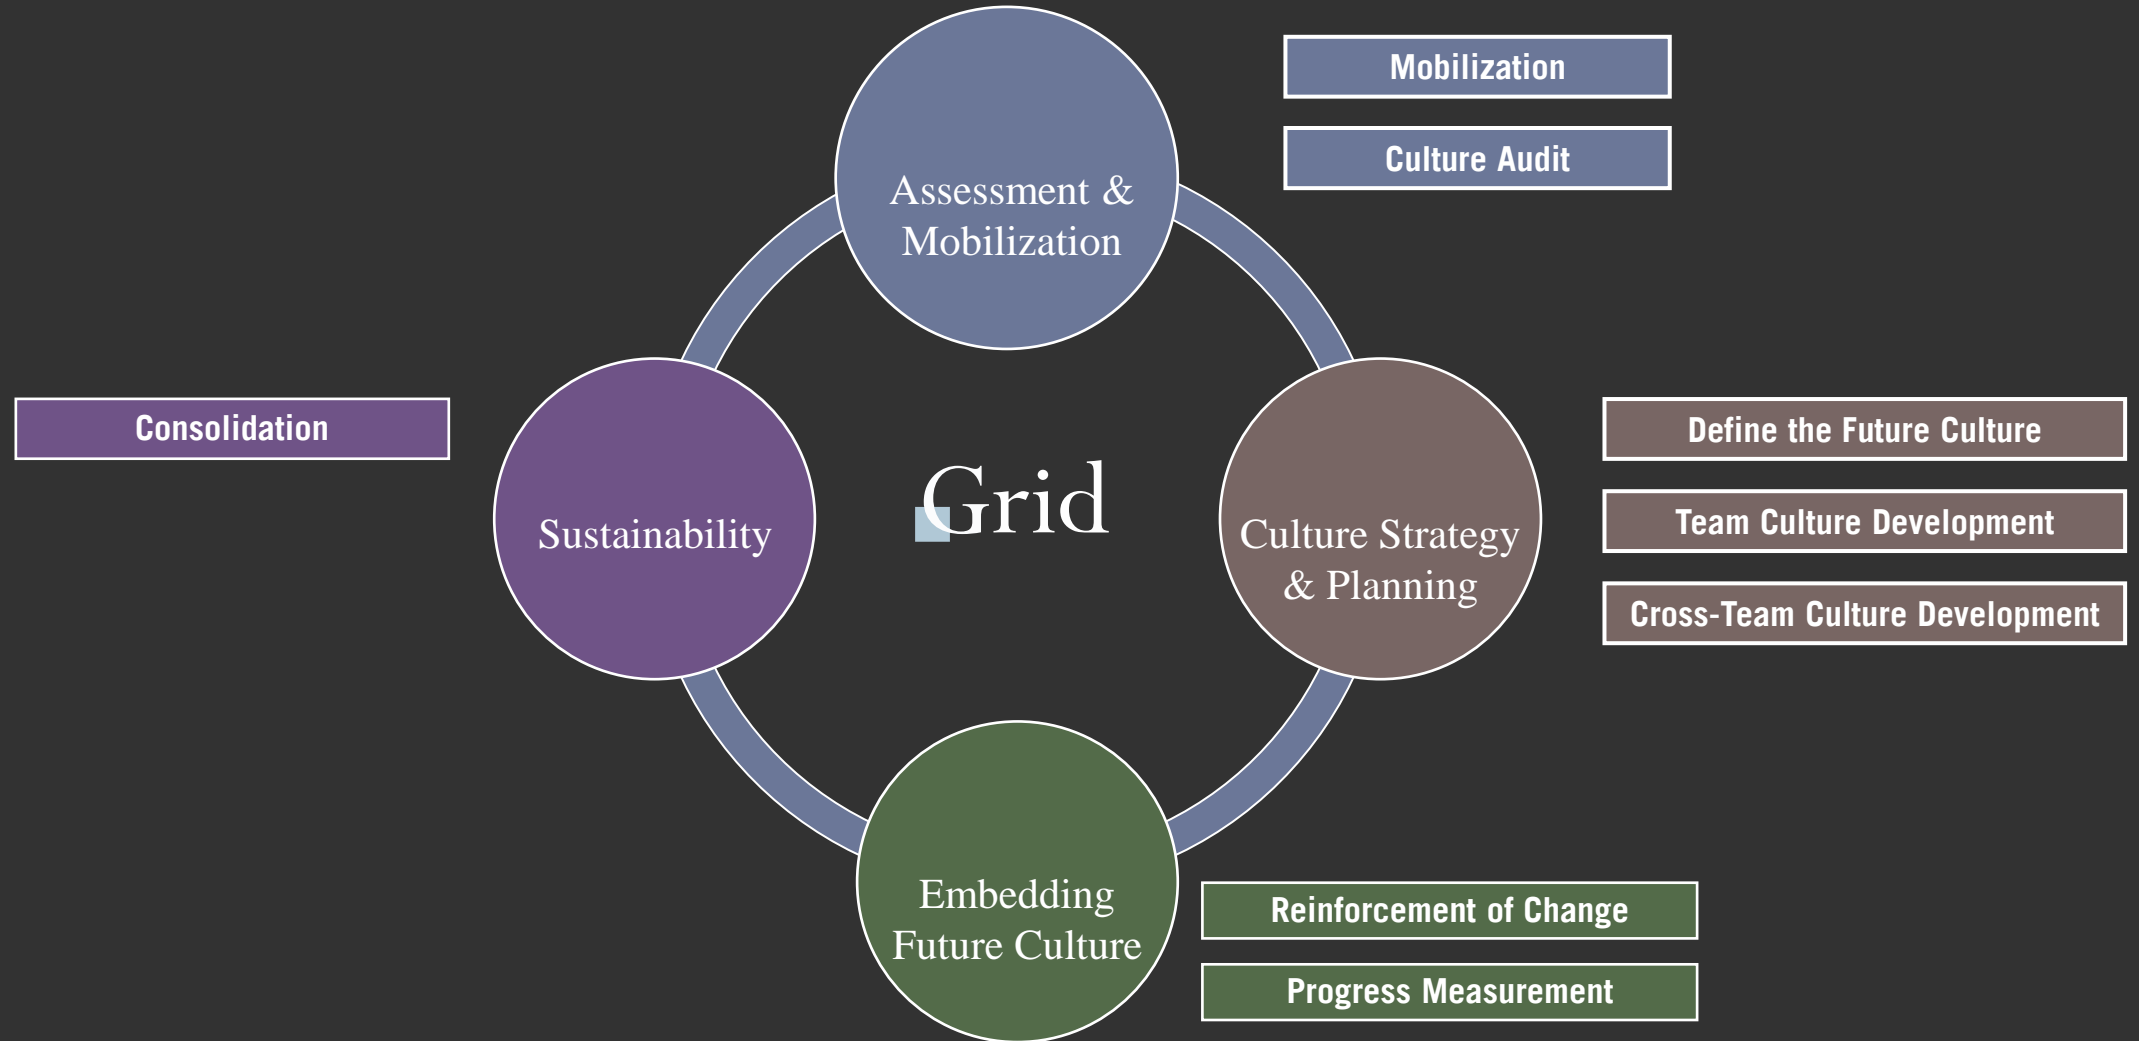 Assessment &
Mobilization
Mobilization
Culture Audit
Culture Strategy
& Planning
Define the Future Culture
Team Culture Development
Cross-Team Culture Development
Embedding
Future Culture
Reinforcement of Change
Progress Measurement
Sustainability
Consolidation
Grid